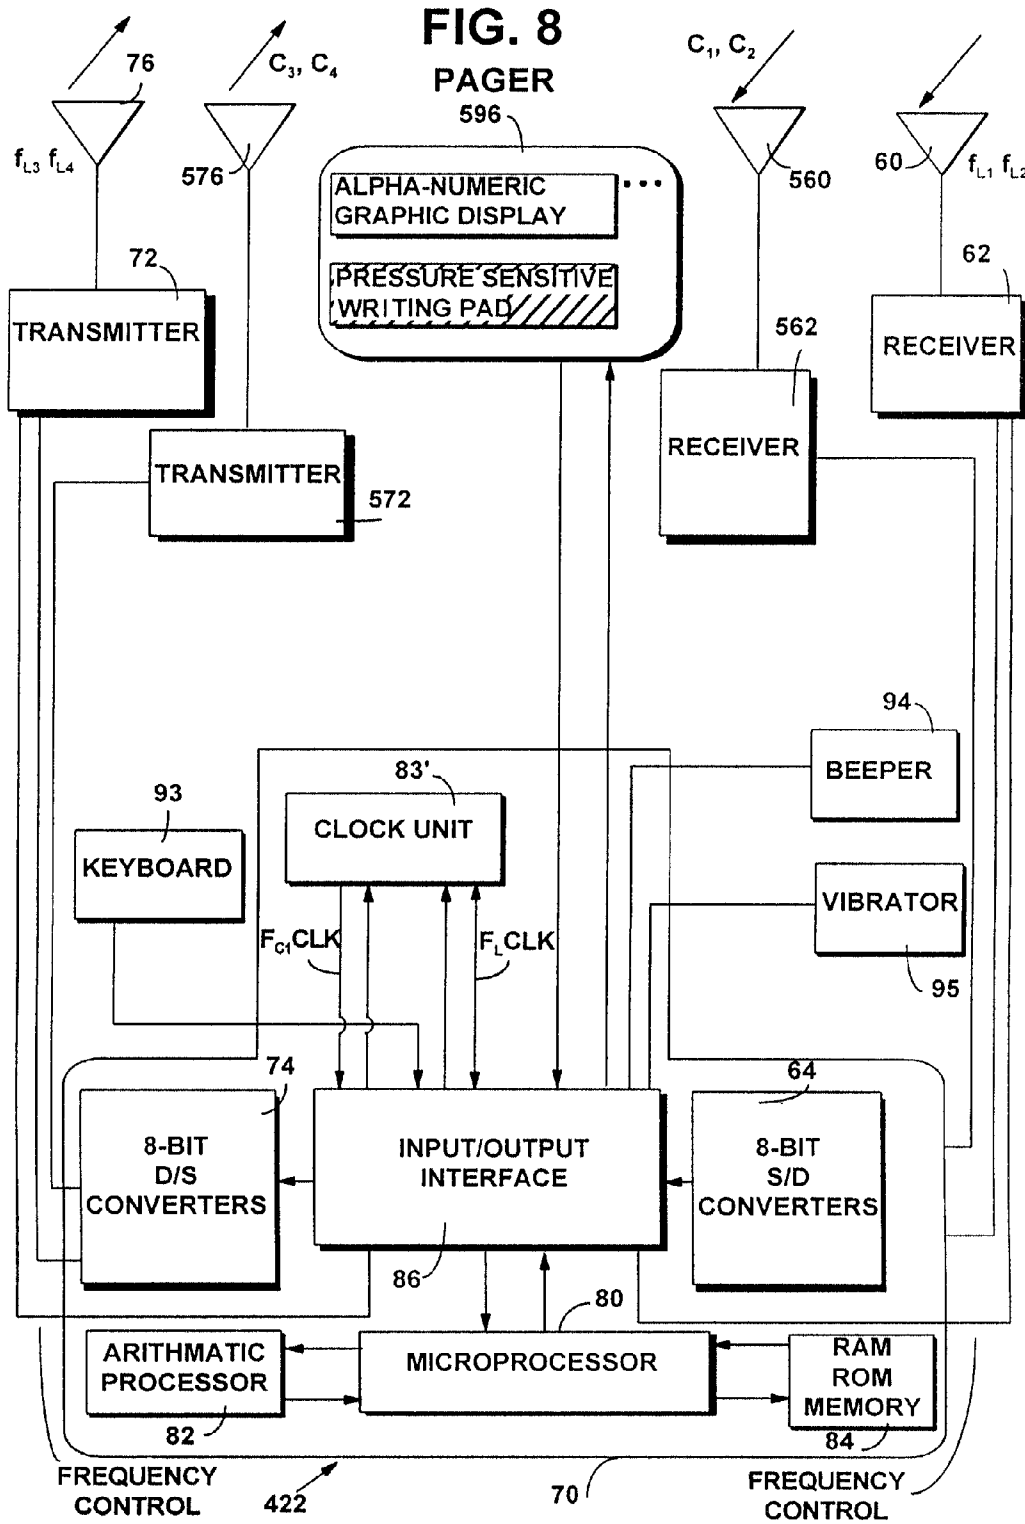 FIG. 8
PAGER
596
76
C3, C4
C1, C2
fL3 fL4
576
560
60
fL1 fL2
ALPHA-NUMERIC
GRAPHIC DISPLAY
PRESSURE SENSITIVE
WRITING PAD
72
TRANSMITTER
62
RECEIVER
562
RECEIVER
TRANSMITTER
572
94
BEEPER
93
KEYBOARD
83'
CLOCK UNIT
VIBRATOR
95
FC1CLK
FLCLK
74
8-BIT
D/S
CONVERTERS
INPUT/OUTPUT
INTERFACE
86
64
8-BIT
S/D
CONVERTERS
80
MICROPROCESSOR
ARITHMATIC
PROCESSOR
82
RAM
ROM
MEMORY
84
FREQUENCY
CONTROL
422
70
FREQUENCY
CONTROL